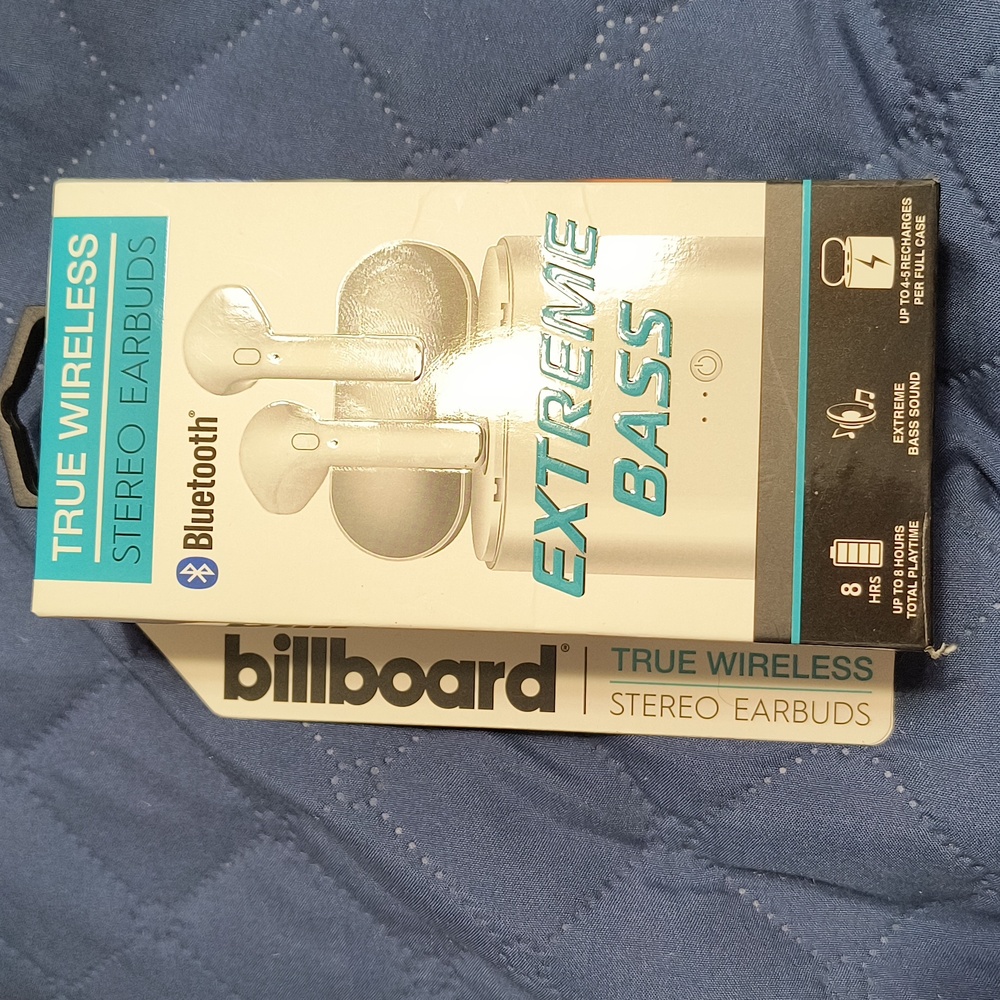 TRUE WIRELESS
STEREO EARBUDS
Bluetooth®
EXTREME
BASS
8
HRS
UP TO 8 HOURS
TOTAL PLAYTIME
EXTREME
BASS SOUND
UP TO 4-5 RECHARGES
PER FULL CASE
billboard®
TRUE WIRELESS
STEREO EARBUDS